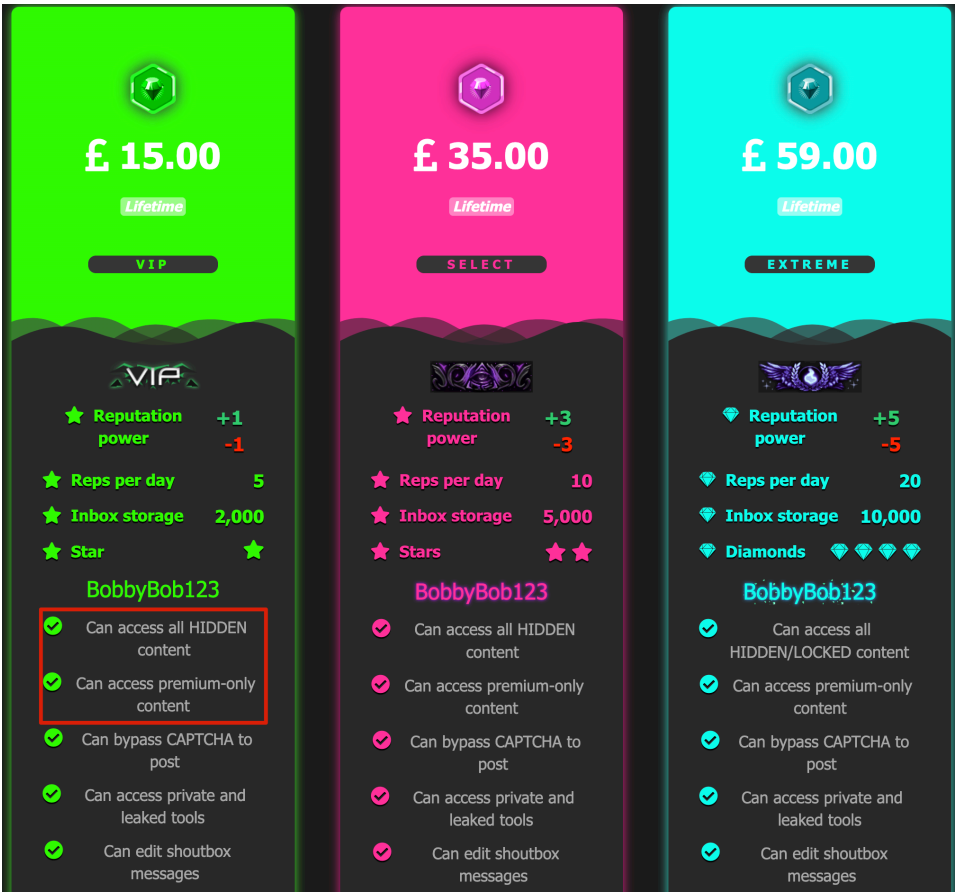 £ 15.00
Lifetime
VIP
VIP
Reputation +1
power -1
Reps per day 5
Inbox storage 2,000
Star
BobbyBob123
Can access all HIDDEN
content
Can access premium-only
content
Can bypass CAPTCHA to
post
Can access private and
leaked tools
Can edit shoutbox
messages
£ 35.00
Lifetime
SELECT
Reputation +3
power -3
Reps per day 10
Inbox storage 5,000
Stars
BobbyBob123
Can access all HIDDEN
content
Can access premium-only
content
Can bypass CAPTCHA to
post
Can access private and
leaked tools
Can edit shoutbox
messages
£ 59.00
Lifetime
EXTREME
Reputation +5
power -5
Reps per day 20
Inbox storage 10,000
Diamonds
BobbyBob123
Can access all
HIDDEN/LOCKED content
Can access premium-only
content
Can bypass CAPTCHA to
post
Can access private and
leaked tools
Can edit shoutbox
messages